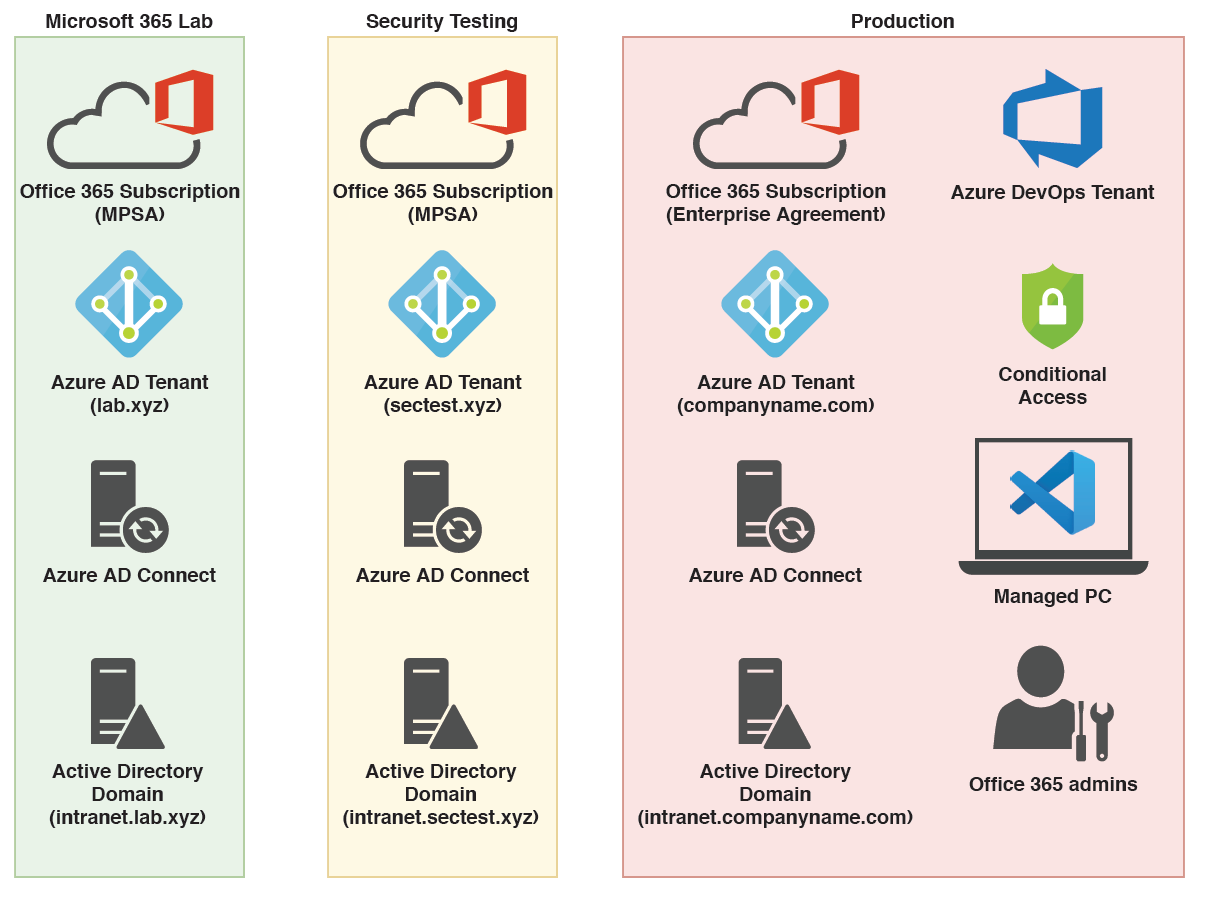 Microsoft 365 Lab
Office 365 Subscription
(MPSA)
Azure AD Tenant
(lab.xyz)
Azure AD Connect
Active Directory
Domain
(intranet.lab.xyz)
Security Testing
Office 365 Subscription
(MPSA)
Azure AD Tenant
(sectest.xyz)
Azure AD Connect
Active Directory
Domain
(intranet.sectest.xyz)
Production
Office 365 Subscription
(Enterprise Agreement)
Azure AD Tenant
(companyname.com)
Azure AD Connect
Active Directory
Domain
(intranet.companyname.com)
Azure DevOps Tenant
Conditional
Access
Managed PC
Office 365 admins